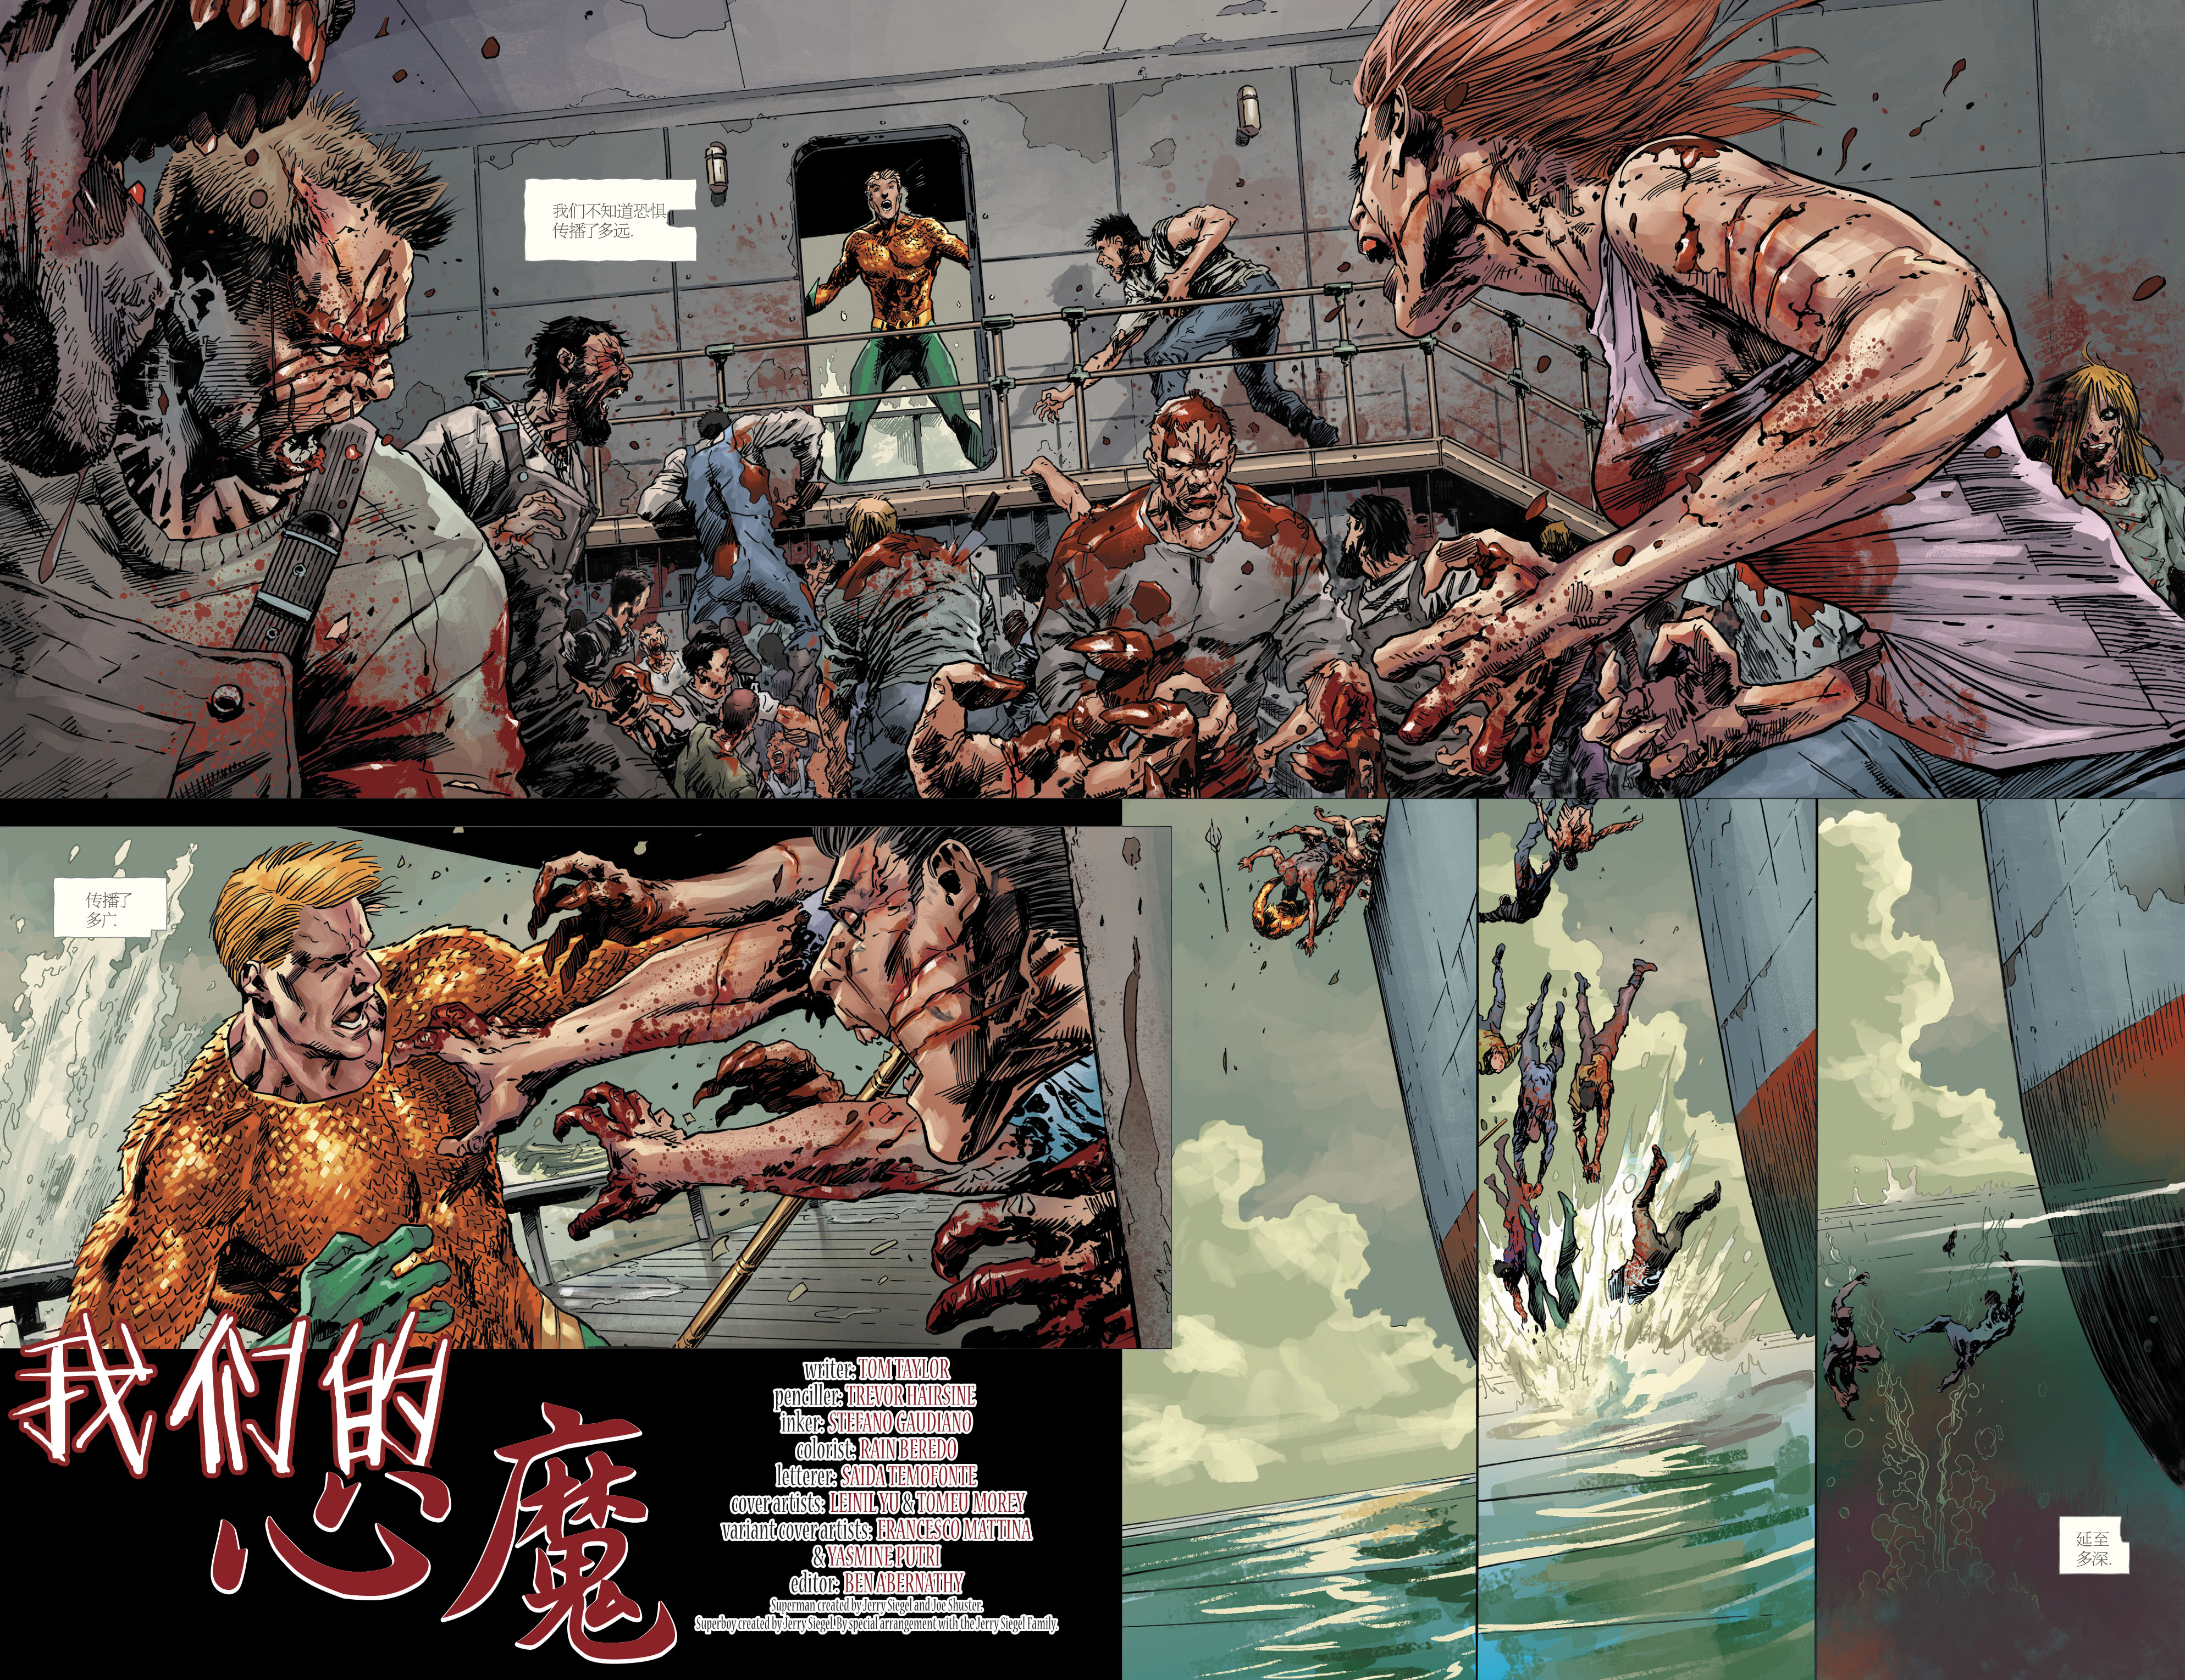 我们不知道恐惧
传播了多远.
传播了
多广.
延至
多深.
我们的
心魔
writer: TOM TAYLOR
penciller: TREVOR HAIRSINE
inker: STEFANO GAUDIANO
colorist: RAIN BEREDO
letterer: SAIDA TEMOFONTE
cover artists: LEINIL YU & TOMEU MOREY
variant cover artists: FRANCESCO MATTINA
& YASMINE PUTRI
editor: BEN ABERNATHY
Superman created by Jerry Siegel and Joe Shuster.
Superboy created by Jerry Siegel. By special arrangement with the Jerry Siegel Family.